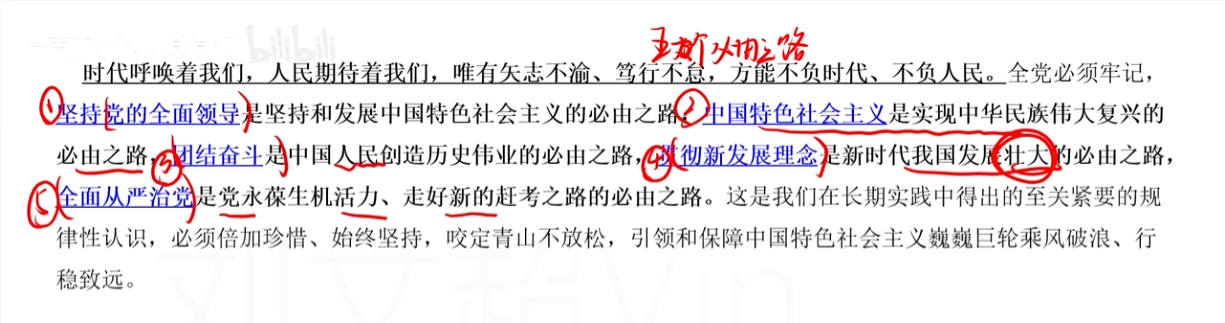 bilibili
五个必由之路
时代呼唤着我们，人民期待着我们，唯有矢志不渝、笃行不怠，方能不负时代、不负人民。全党必须牢记，
①坚持党的全面领导是坚持和发展中国特色社会主义的必由之路，②中国特色社会主义是实现中华民族伟大复兴的
必由之路，③团结奋斗是中国人民创造历史伟业的必由之路，④贯彻新发展理念是新时代我国发展壮大的必由之路，
⑤全面从严治党是党永葆生机活力、走好新的赶考之路的必由之路。这是我们在长期实践中得出的至关紧要的规
律性认识，必须倍加珍惜、始终坚持，咬定青山不放松，引领和保障中国特色社会主义巍巍巨轮乘风破浪、行
稳致远。